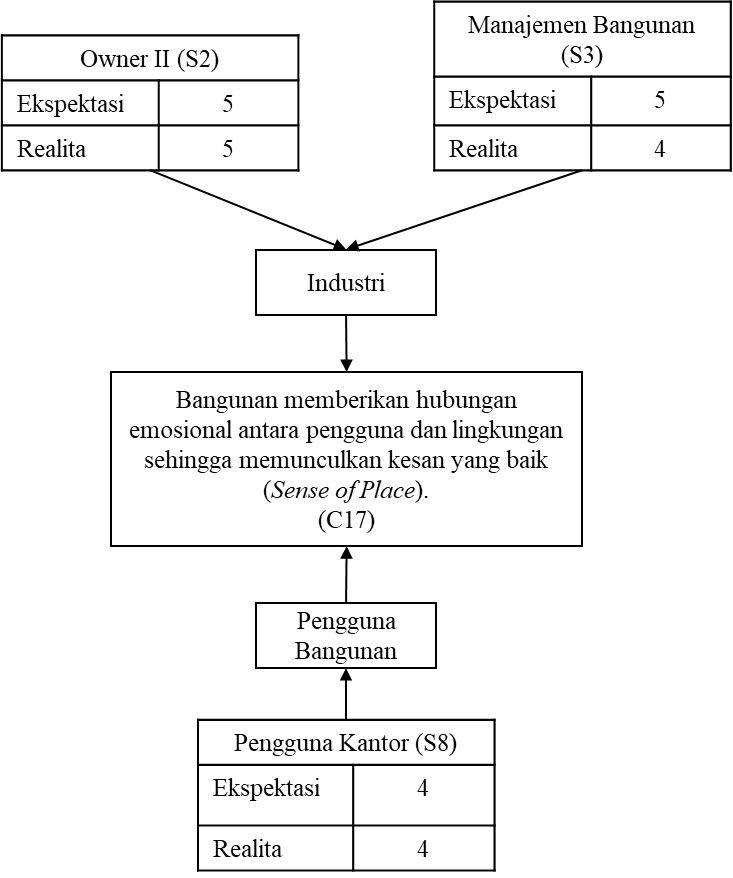 Owner II (S2)
Ekspektasi 5
Realita 5
Manajemen Bangunan
(S3)
Ekspektasi 5
Realita 4
Industri
Bangunan memberikan hubungan
emosional antara pengguna dan lingkungan
sehingga memunculkan kesan yang baik
(Sense of Place).
(C17)
Pengguna
Bangunan
Pengguna Kantor (S8)
Ekspektasi 4
Realita 4